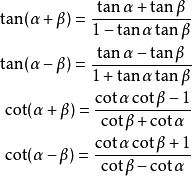 tan(α+β) = (tan α + tan β) / (1 − tan α tan β)
tan(α−β) = (tan α − tan β) / (1 + tan α tan β)
cot(α+β) = (cot α cot β − 1) / (cot β + cot α)
cot(α−β) = (cot α cot β + 1) / (cot β − cot α)